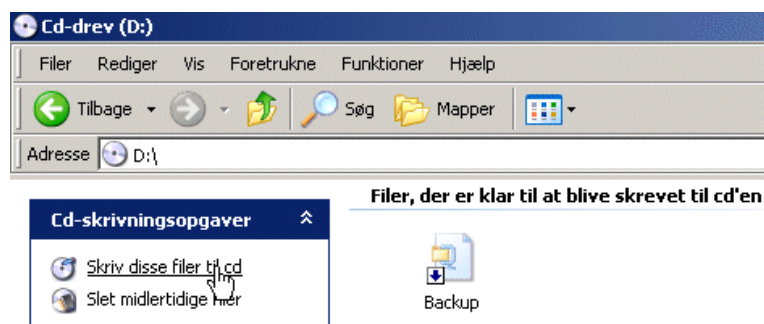 Cd-drev (D:)
Filer Rediger Vis Foretrukne Funktioner Hjælp
Tilbage Søg Mapper
Adresse D:\
Filer, der er klar til at blive skrevet til cd'en
Cd-skrivningsopgaver
Skriv disse filer til cd
Slet midlertidige filer
Backup